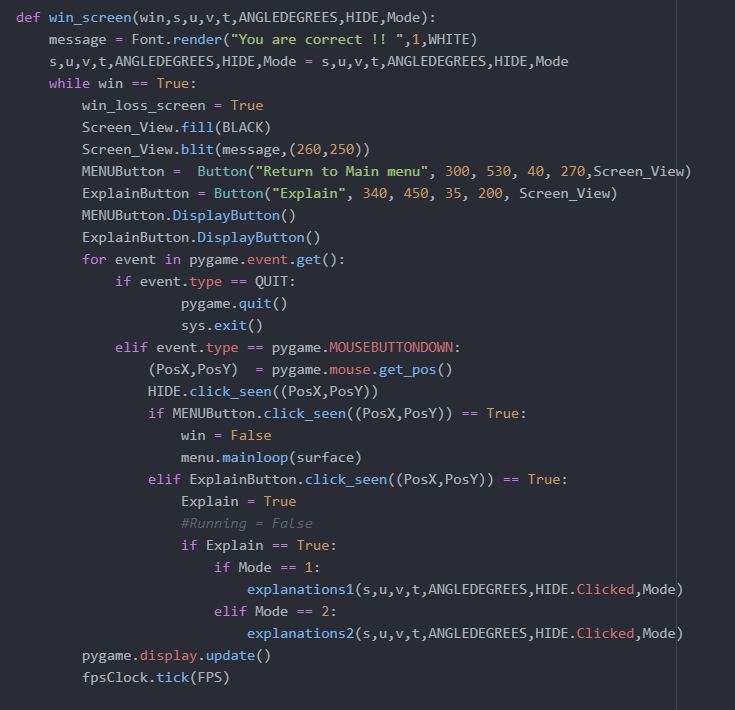 def win_screen(win,s,u,v,t,ANGLEDEGREES,HIDE,Mode):
    message = Font.render("You are correct !! ",1,WHITE)
    s,u,v,t,ANGLEDEGREES,HIDE,Mode = s,u,v,t,ANGLEDEGREES,HIDE,Mode
    while win == True:
        win_loss_screen = True
        Screen_View.fill(BLACK)
        Screen_View.blit(message,(260,250))
        MENUButton =  Button("Return to Main menu", 300, 530, 40, 270,Screen_View)
        ExplainButton = Button("Explain", 340, 450, 35, 200, Screen_View)
        MENUButton.DisplayButton()
        ExplainButton.DisplayButton()
        for event in pygame.event.get():
            if event.type == QUIT:
                    pygame.quit()
                    sys.exit()
            elif event.type == pygame.MOUSEBUTTONDOWN:
                (PosX,PosY)  = pygame.mouse.get_pos()
                HIDE.click_seen((PosX,PosY))
                if MENUButton.click_seen((PosX,PosY)) == True:
                    win = False
                    menu.mainloop(surface)
                elif ExplainButton.click_seen((PosX,PosY)) == True:
                    Explain = True
                    #Running = False
                    if Explain == True:
                        if Mode == 1:
                            explanations1(s,u,v,t,ANGLEDEGREES,HIDE.Clicked,Mode)
                        elif Mode == 2:
                            explanations2(s,u,v,t,ANGLEDEGREES,HIDE.Clicked,Mode)
        pygame.display.update()
        fpsClock.tick(FPS)